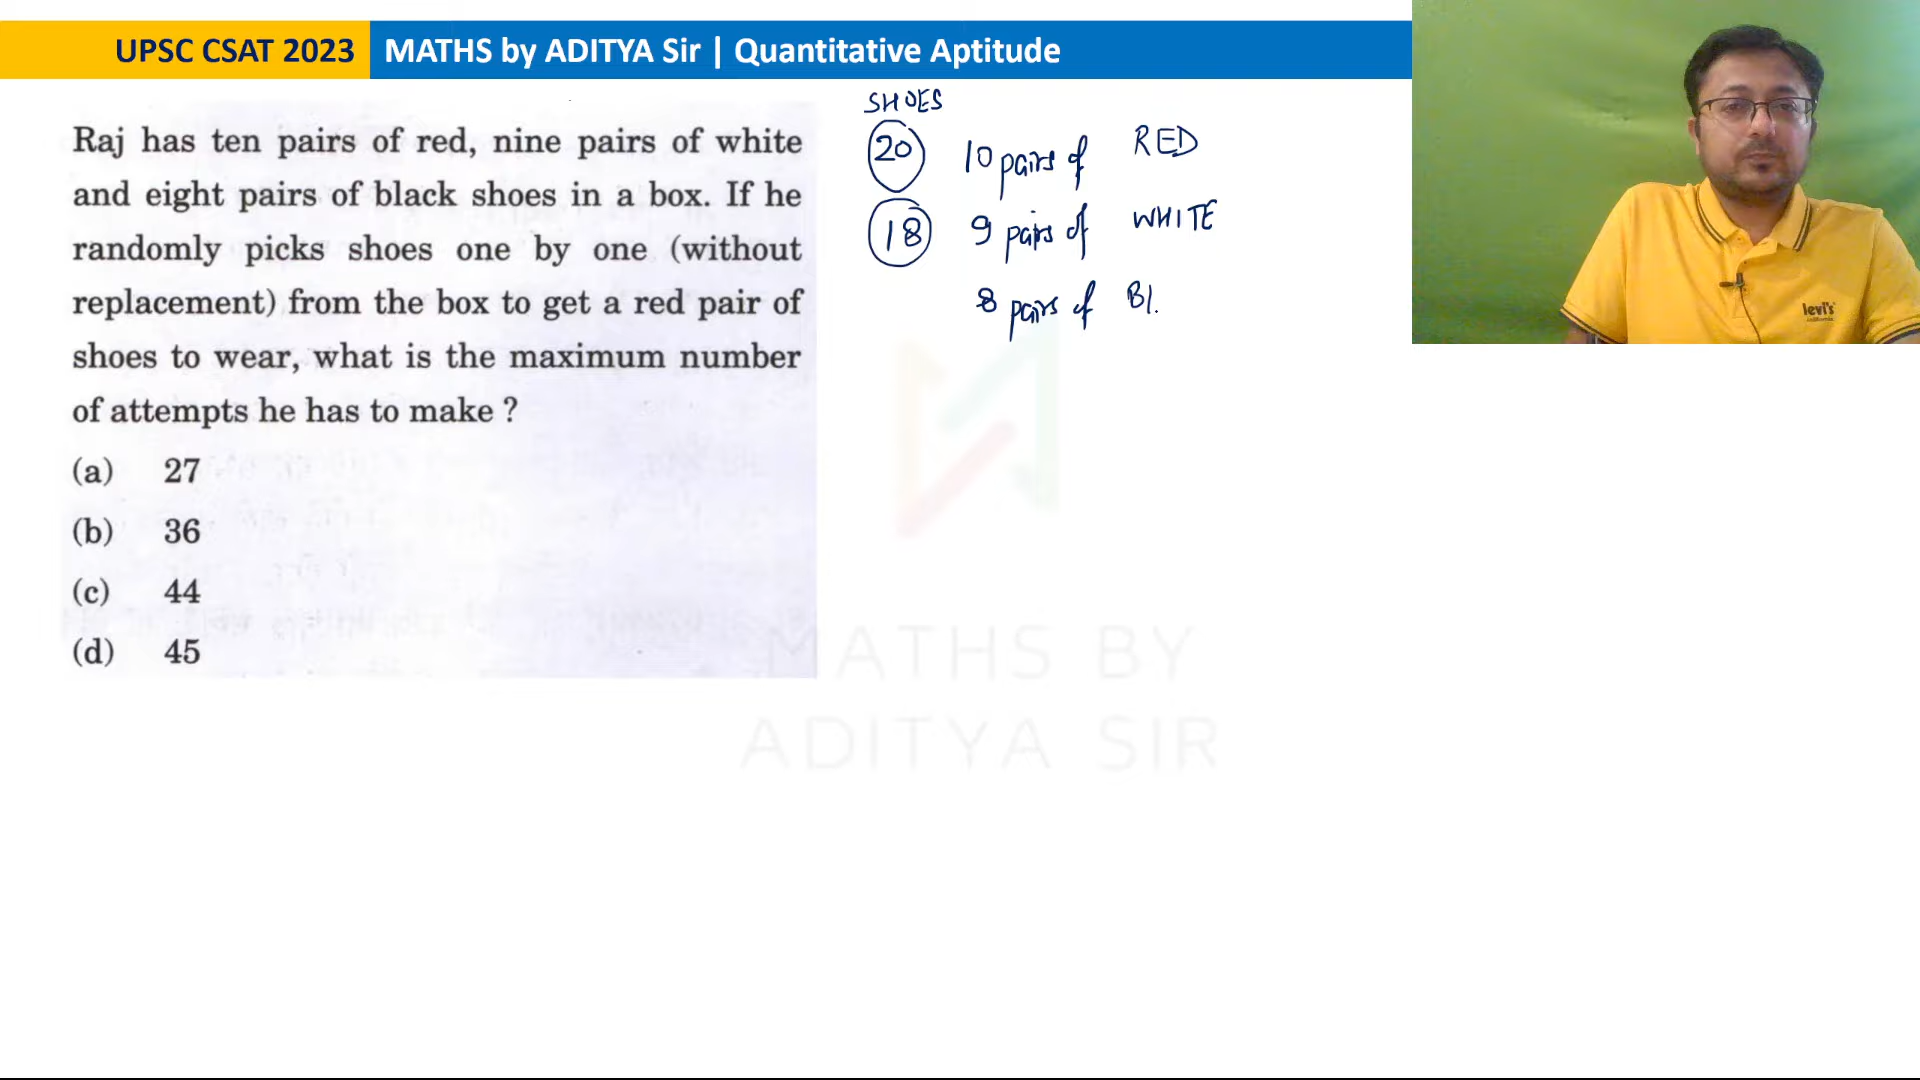 UPSC CSAT 2023 MATHS by ADITYA Sir | Quantitative Aptitude
Raj has ten pairs of red, nine pairs of white
and eight pairs of black shoes in a box. If he
randomly picks shoes one by one (without
replacement) from the box to get a red pair of
shoes to wear, what is the maximum number
of attempts he has to make ?
(a) 27
(b) 36
(c) 44
(d) 45
SHOES
20 10 pairs of RED
18 9 pairs of WHITE
8 pairs of Bl.
levi's
MATHS BY
ADITYA SIR